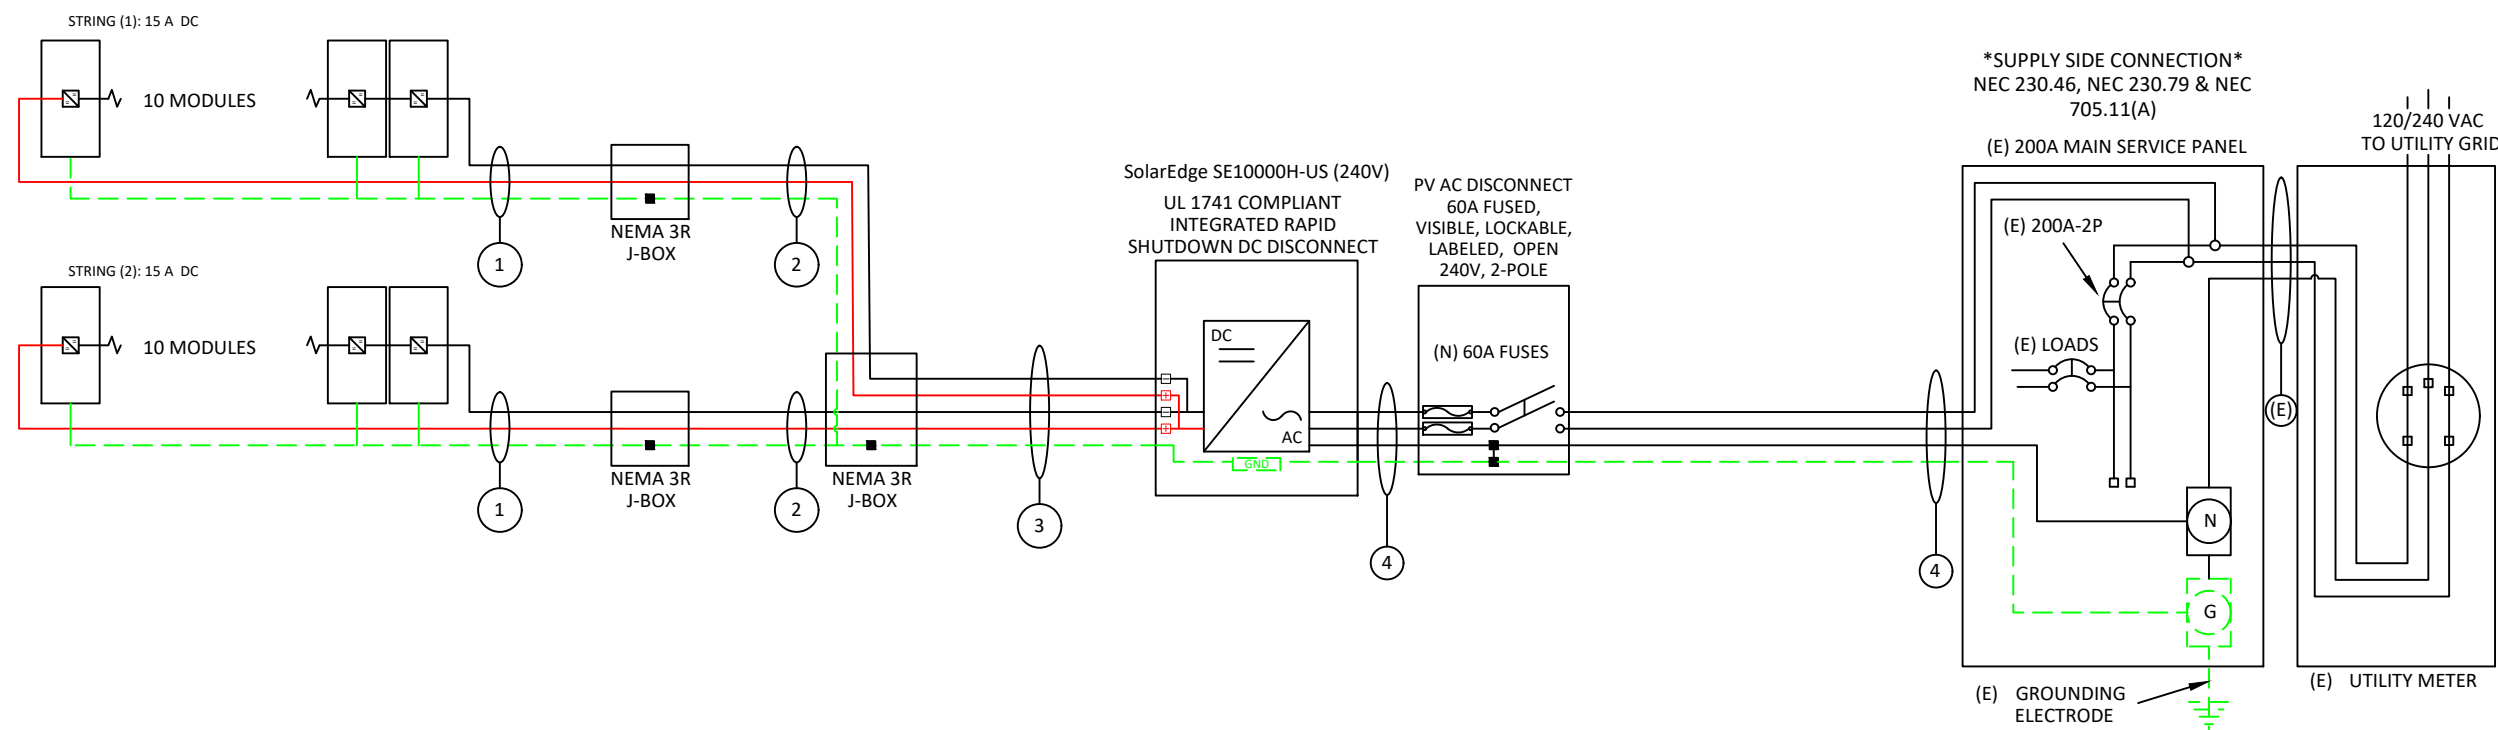 STRING (1): 15 A  DC
10 MODULES
NEMA 3R
J-BOX
1
2
STRING (2): 15 A  DC
10 MODULES
NEMA 3R
J-BOX
NEMA 3R
J-BOX
1
2
3
SolarEdge SE10000H-US (240V)
UL 1741 COMPLIANT
INTEGRATED RAPID
SHUTDOWN DC DISCONNECT
DC
AC
GND
PV AC DISCONNECT
60A FUSED,
VISIBLE, LOCKABLE,
LABELED,  OPEN
240V, 2-POLE
(N) 60A FUSES
4
4
*SUPPLY SIDE CONNECTION*
NEC 230.46, NEC 230.79 & NEC
705.11(A)
(E) 200A MAIN SERVICE PANEL
(E) 200A-2P
(E) LOADS
N
G
(E)   GROUNDING
ELECTRODE
(E)
120/240 VAC
TO UTILITY GRID
(E)   UTILITY METER